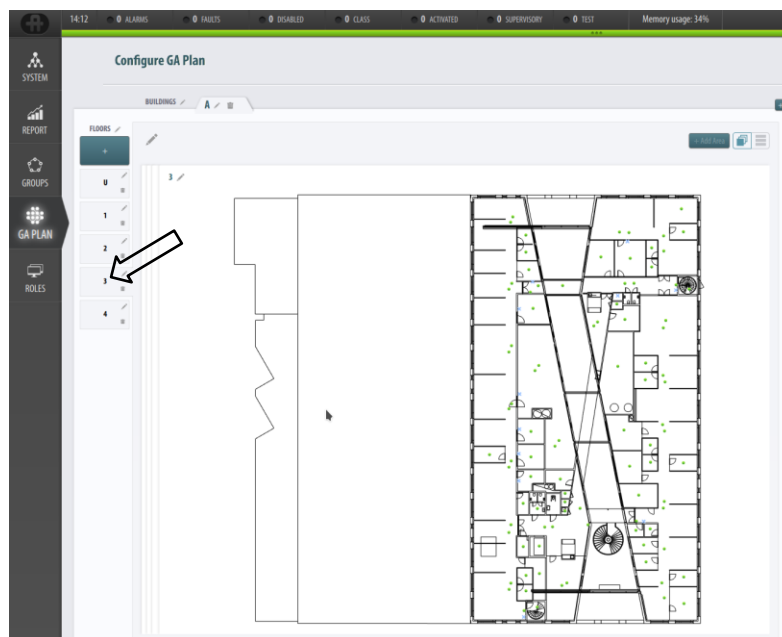 14:12 0 ALARMS 0 FAULTS 0 DISABLED 0 CLASS 0 ACTIVATED 0 SUPERVISORY 0 TEST Memory usage: 34%
SYSTEM
REPORT
GROUPS
GA PLAN
ROLES
Configure GA Plan
BUILDINGS A
FLOORS
+
U
1
2
3
4
+ Add Area
3